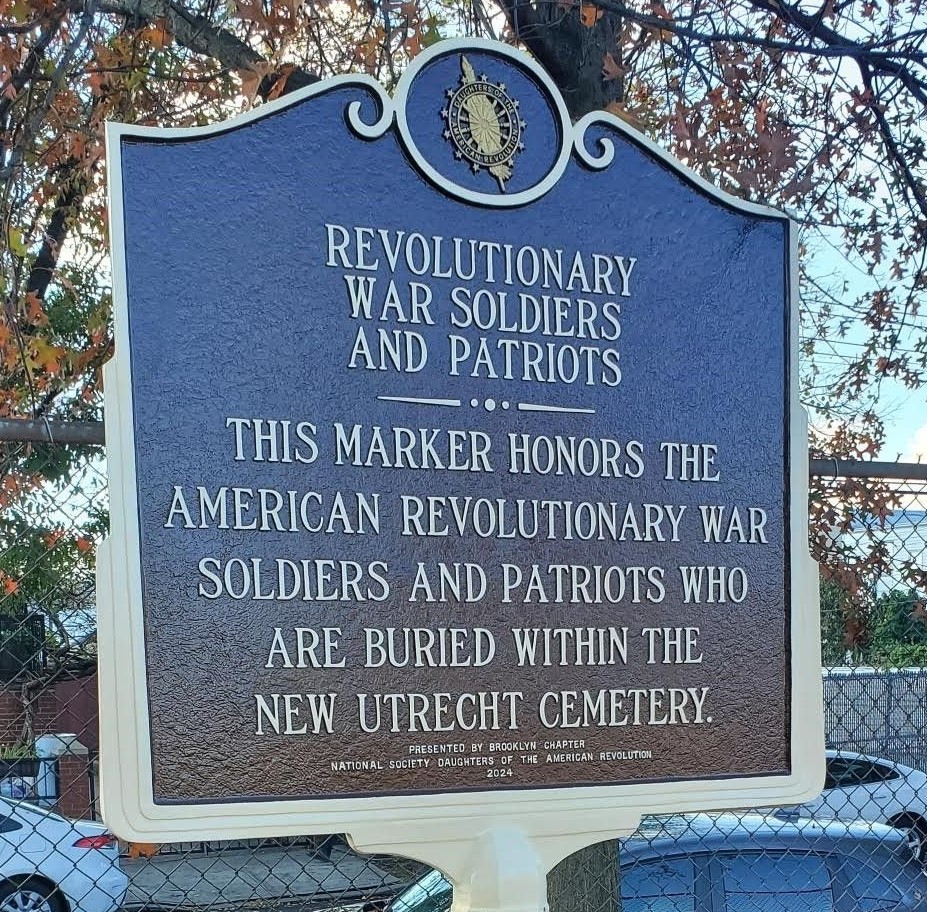 DAUGHTERS OF THE
AMERICAN REVOLUTION
REVOLUTIONARY
WAR SOLDIERS
AND PATRIOTS
THIS MARKER HONORS THE
AMERICAN REVOLUTIONARY WAR
SOLDIERS AND PATRIOTS WHO
ARE BURIED WITHIN THE
NEW UTRECHT CEMETERY.
PRESENTED BY BROOKLYN CHAPTER
NATIONAL SOCIETY DAUGHTERS OF THE AMERICAN REVOLUTION
2024